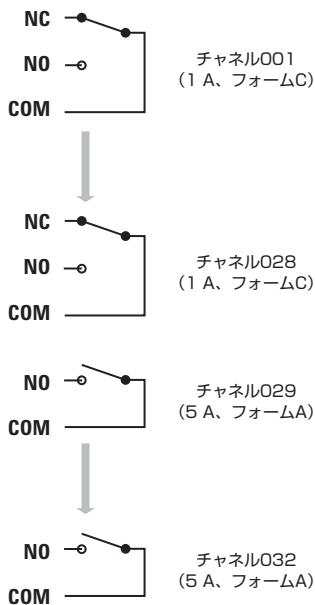 NC
NO
COM
チャネル001
(1 A、フォームC)
NC
NO
COM
チャネル028
(1 A、フォームC)
NO
COM
チャネル029
(5 A、フォームA)
NO
COM
チャネル032
(5 A、フォームA)